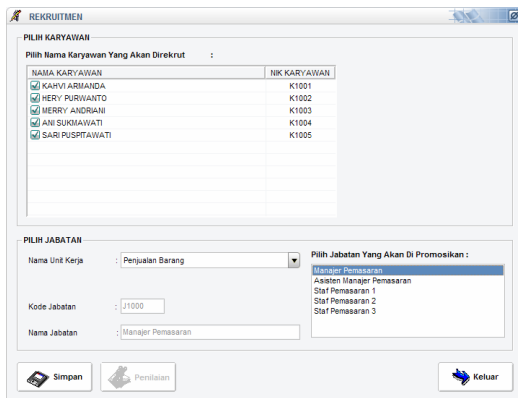 REKRUITMEN
PILIH KARYAWAN
Pilih Nama Karyawan Yang Akan Direkrut :
NAMA KARYAWAN NIK KARYAWAN
KAHVI ARMANDA K1001
HERY PURWANTO K1002
MERRY ANDRIANI K1003
ANI SUKMAWATI K1004
SARI PUSPITAWATI K1005
PILIH JABATAN
Nama Unit Kerja : Penjualan Barang
Kode Jabatan : J1000
Nama Jabatan : Manajer Pemasaran
Pilih Jabatan Yang Akan Di Promosikan :
Manajer Pemasaran
Asisten Manajer Pemasaran
Staf Pemasaran 1
Staf Pemasaran 2
Staf Pemasaran 3
Simpan
Penilaian
Keluar